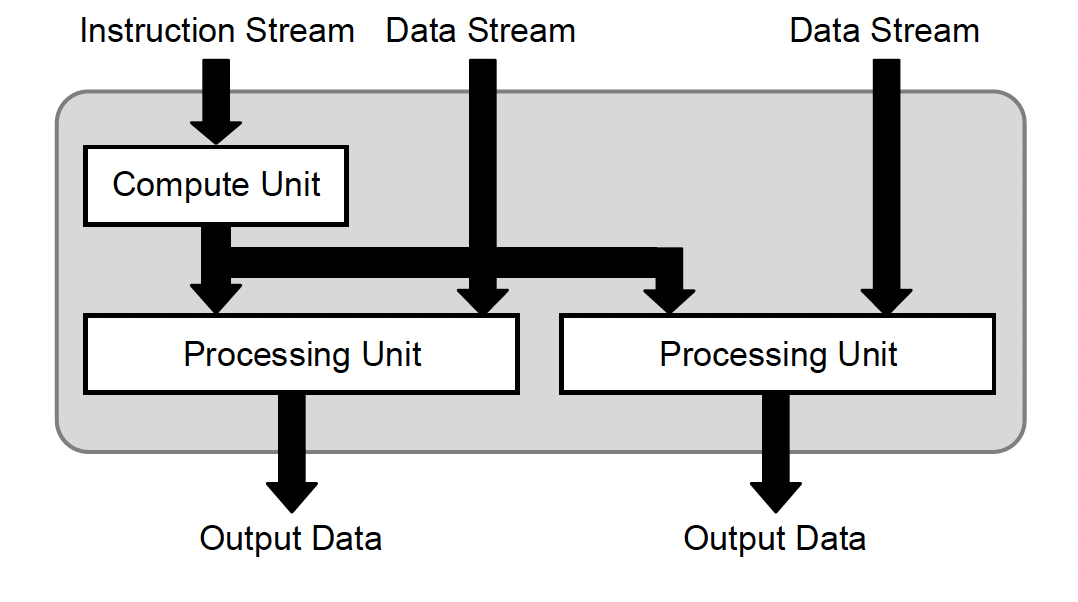 Instruction Stream
Data Stream
Data Stream
Compute Unit
Processing Unit
Processing Unit
Output Data
Output Data